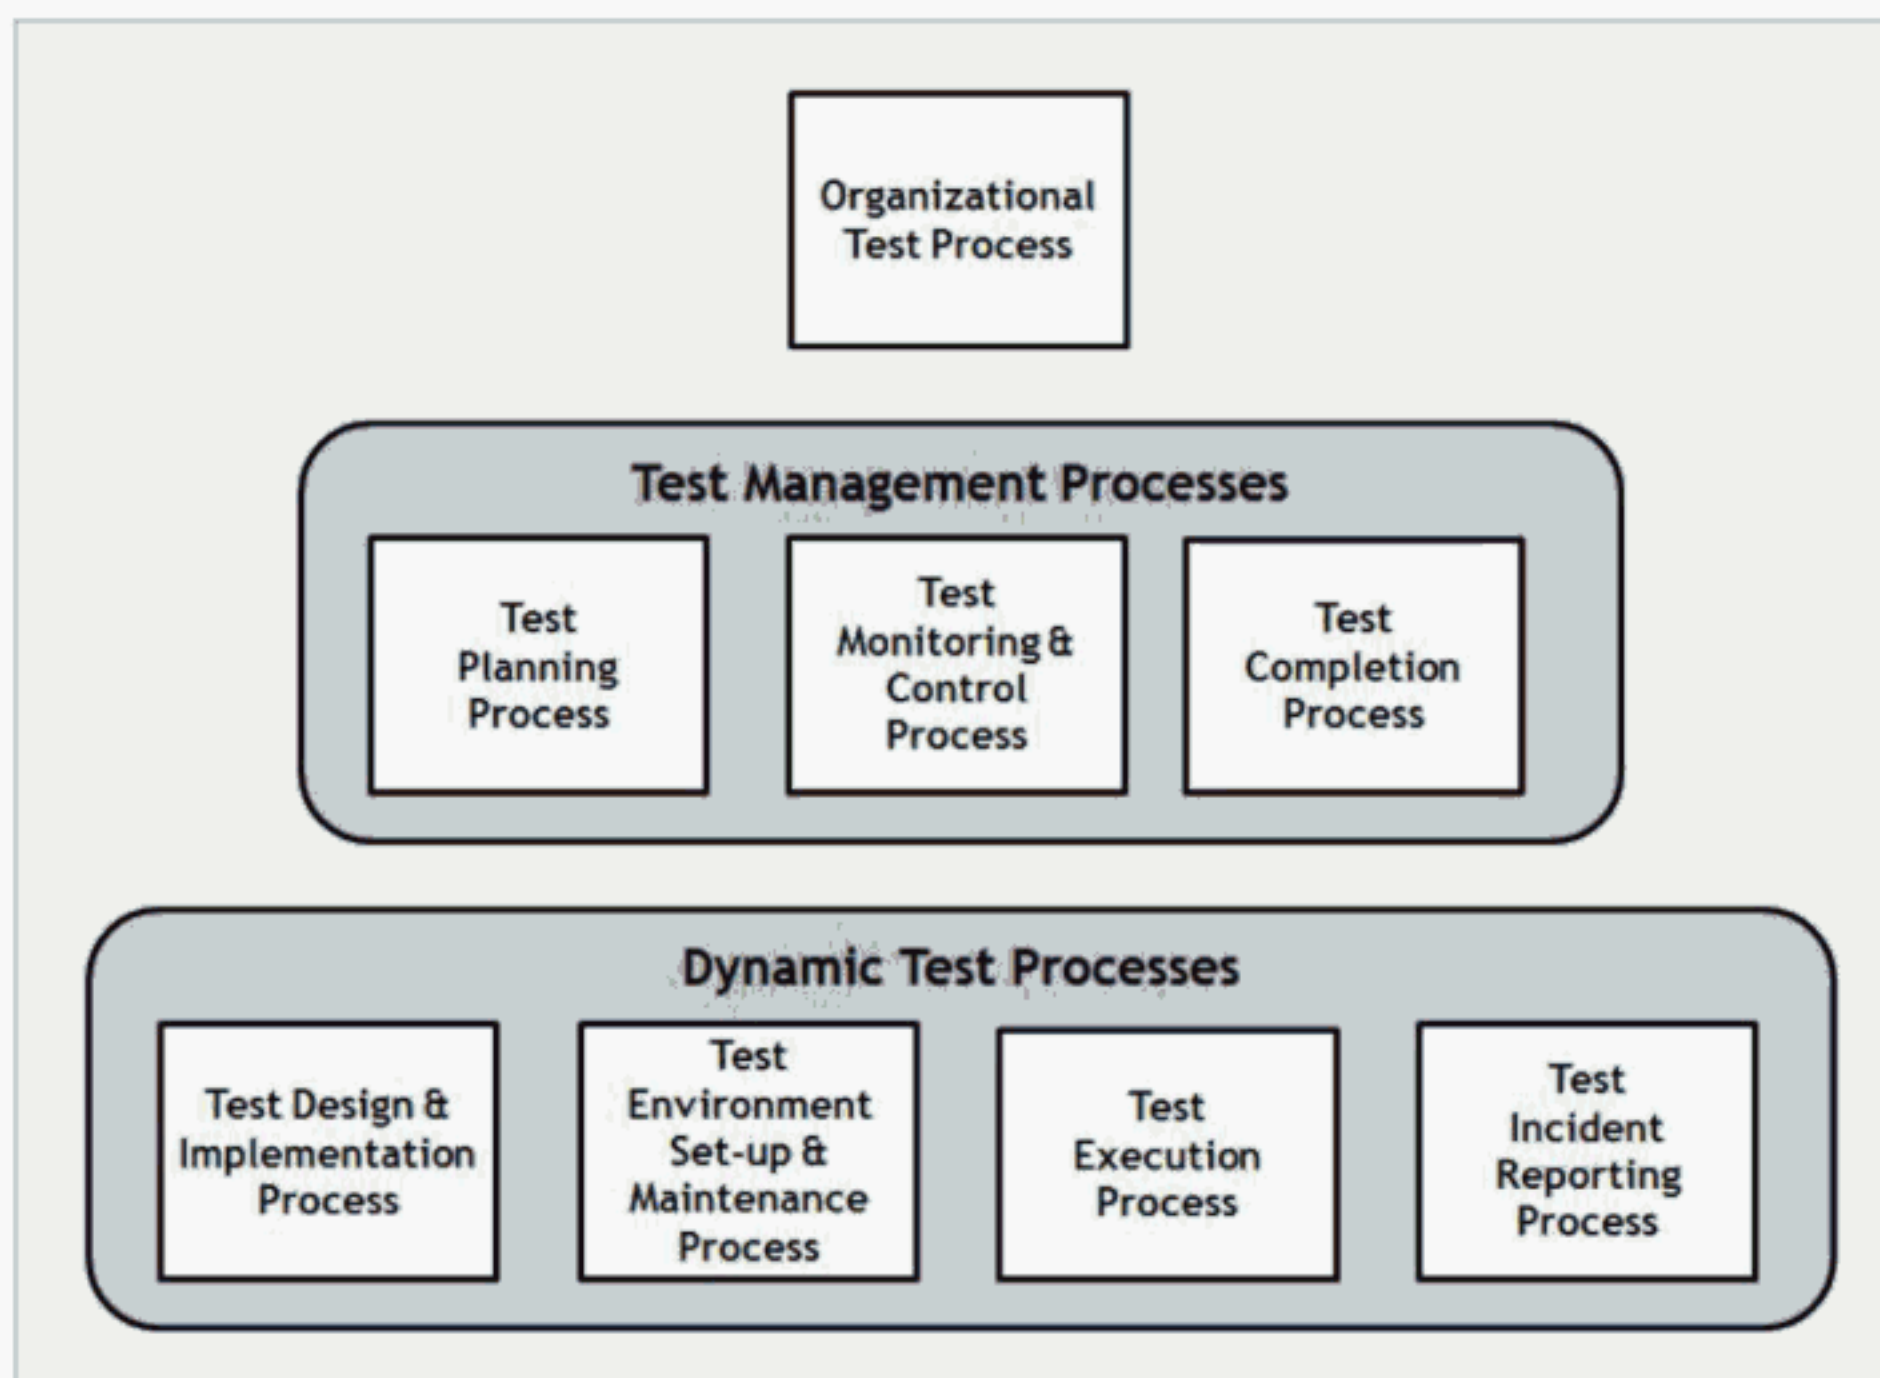 Organizational
Test Process
Test Management Processes
Test
Planning
Process
Test
Monitoring &
Control
Process
Test
Completion
Process
Dynamic Test Processes
Test Design &
Implementation
Process
Test
Environment
Set-up &
Maintenance
Process
Test
Execution
Process
Test
Incident
Reporting
Process